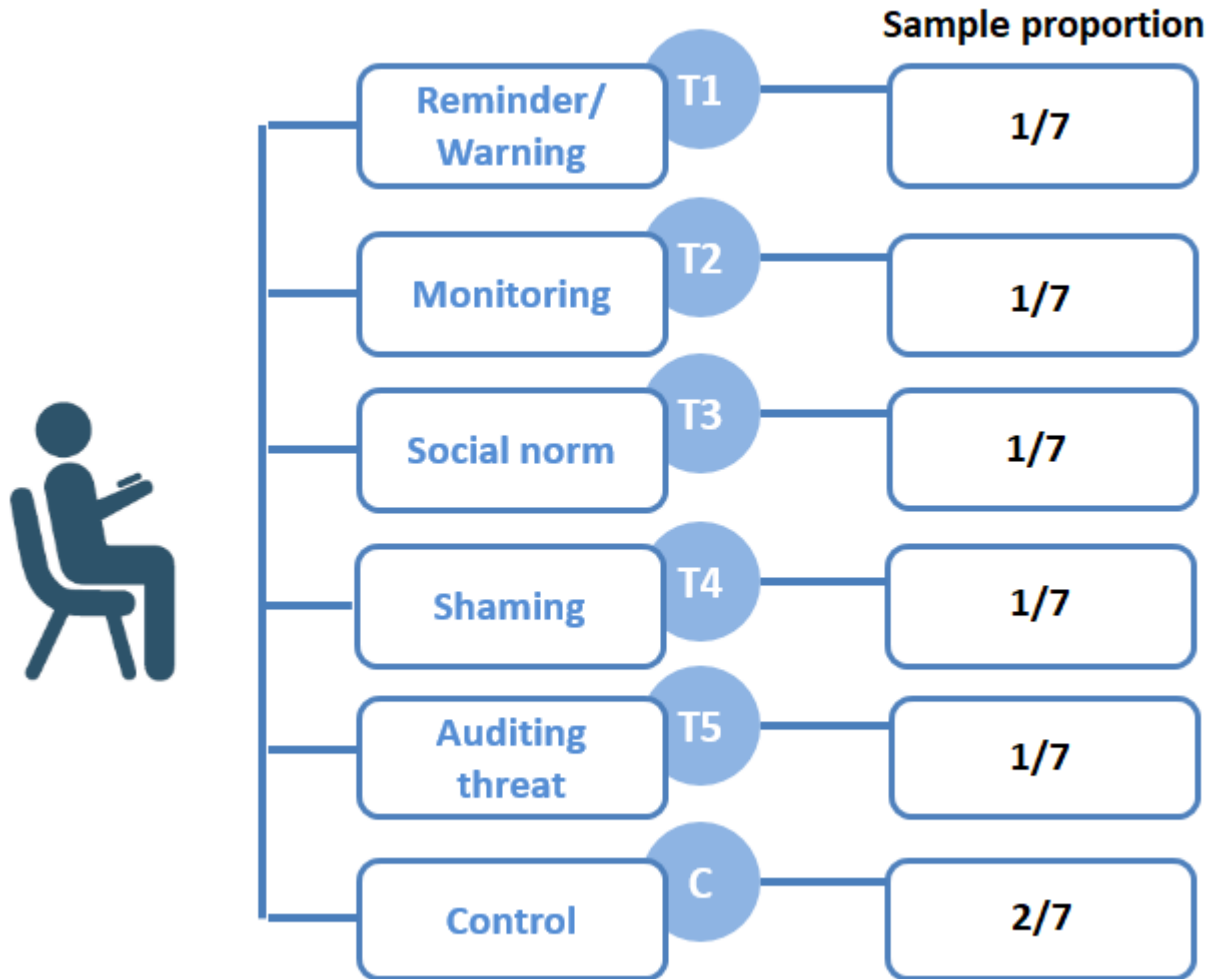 Sample proportion
Reminder/
Warning
T1
1/7
Monitoring
T2
1/7
Social norm
T3
1/7
Shaming
T4
1/7
Auditing
threat
T5
1/7
Control
C
2/7